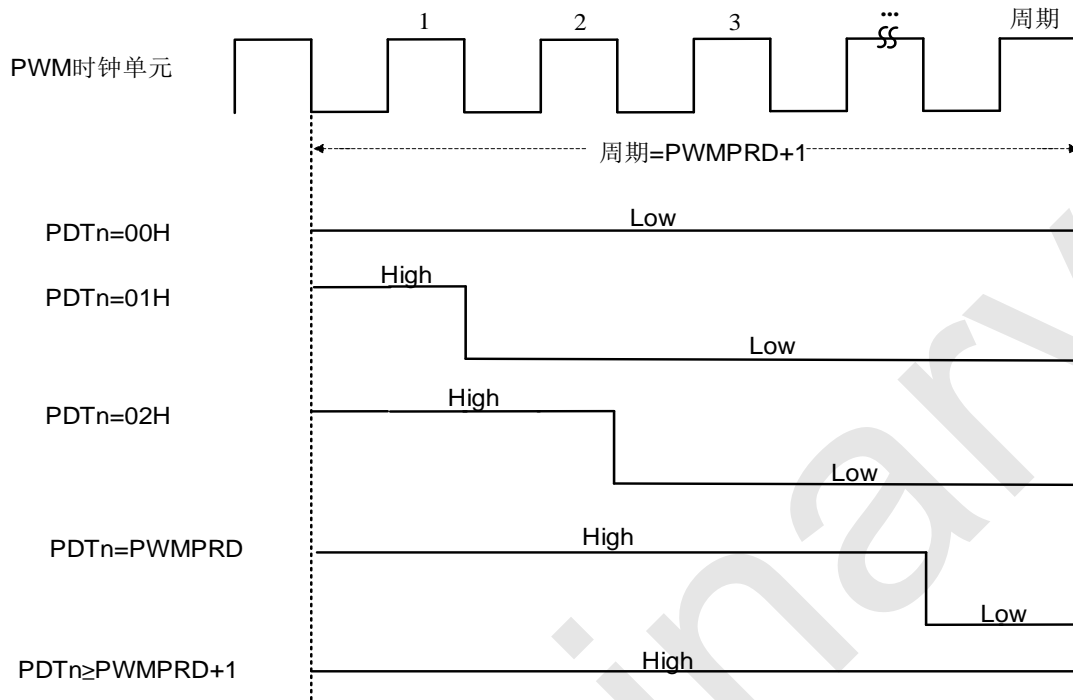 1 2 3 ... 周期
PWM时钟单元
周期=PWMPRD+1
PDTn=00H Low
PDTn=01H High Low
PDTn=02H High Low
PDTn=PWMPRD High Low
PDTn≥PWMPRD+1 High
inary